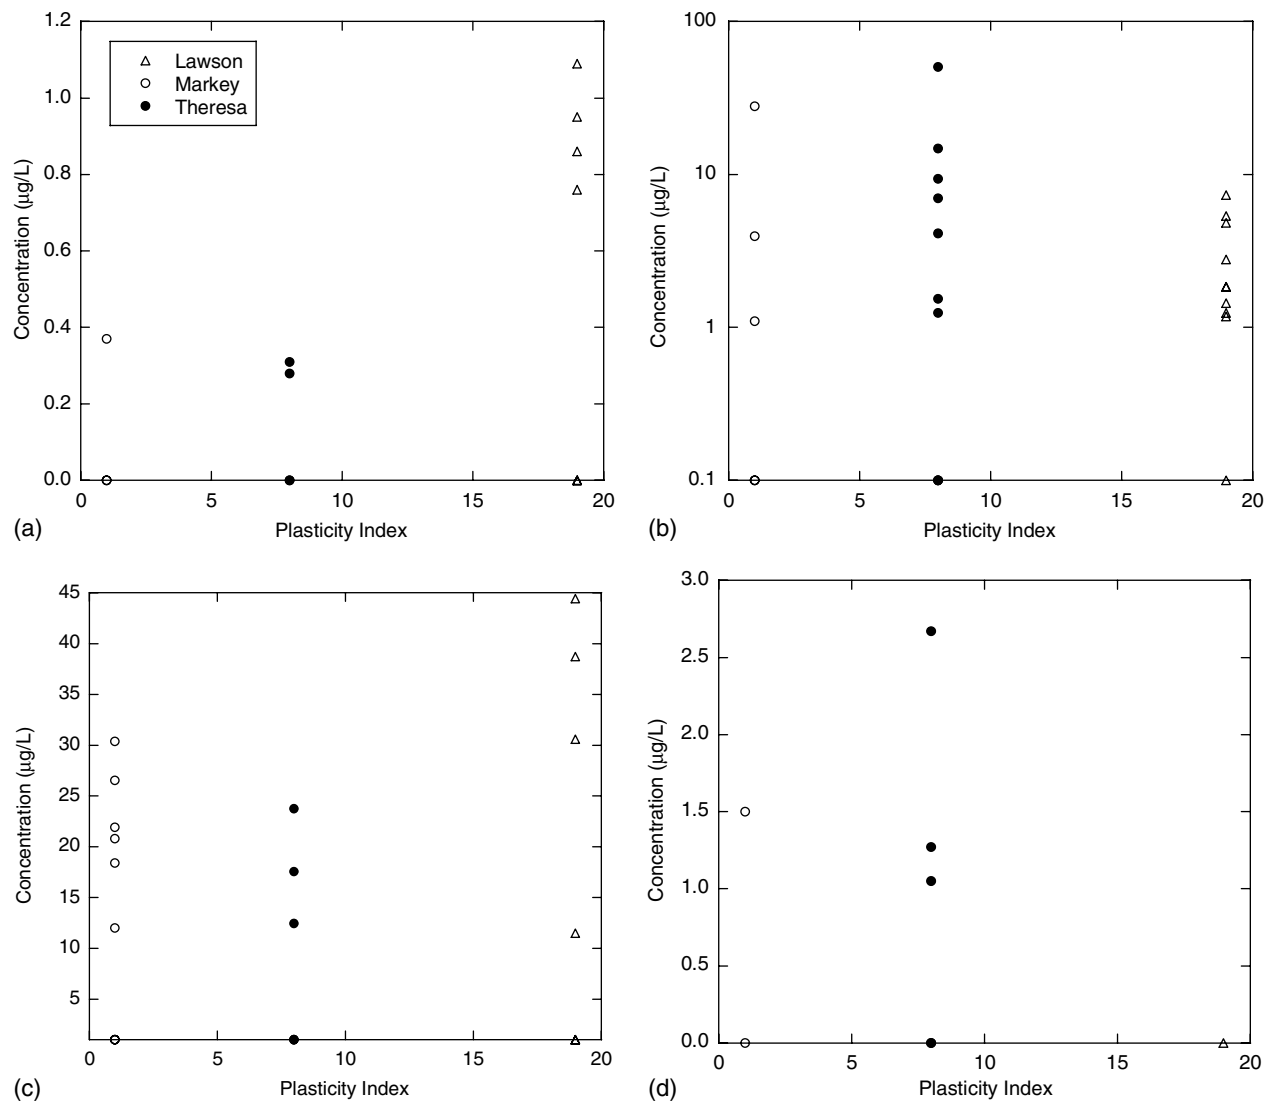 1.2
1.0
0.8
0.6
0.4
0.2
0.0
Concentration (µg/L)
Lawson
Markey
Theresa
0 5 10 15 20
Plasticity Index
(a)
100
10
1
0.1
Concentration (µg/L)
0 5 10 15 20
Plasticity Index
(b)
45
40
35
30
25
20
15
10
5
Concentration (µg/L)
0 5 10 15 20
Plasticity Index
(c)
3.0
2.5
2.0
1.5
1.0
0.5
0.0
Concentration (µg/L)
0 5 10 15 20
Plasticity Index
(d)